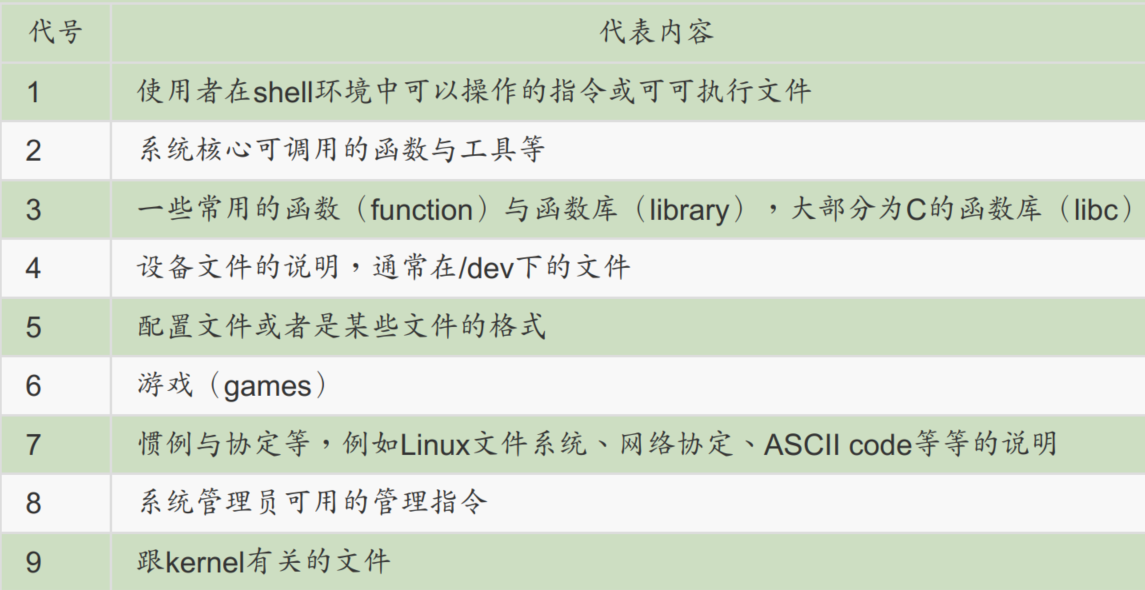 代号 代表内容
1 使用者在shell环境中可以操作的指令或可可执行文件
2 系统核心可调用的函数与工具等
3 一些常用的函数（function）与函数库（library），大部分为C的函数库（libc）
4 设备文件的说明，通常在/dev下的文件
5 配置文件或者是某些文件的格式
6 游戏（games）
7 惯例与协定等，例如Linux文件系统、网络协定、ASCII code等等的说明
8 系统管理员可用的管理指令
9 跟kernel有关的文件